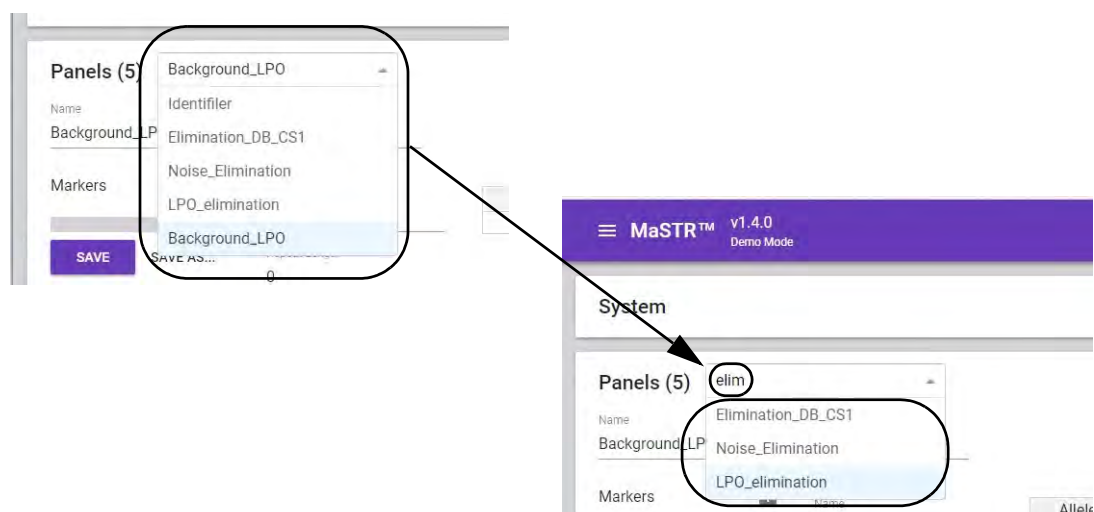 Panels (5)
Background_LPO
Name
Identifiler
Background_LP
Elimination_DB_CS1
Noise_Elimination
Markers
LPO_elimination
Background_LPO
SAVE
SAVE AS...
0
MaSTR™
v1.4.0
Demo Mode
System
Panels (5)
elim
Name
Elimination_DB_CS1
Background_LP
Noise_Elimination
LPO_elimination
Markers
Name
Allele